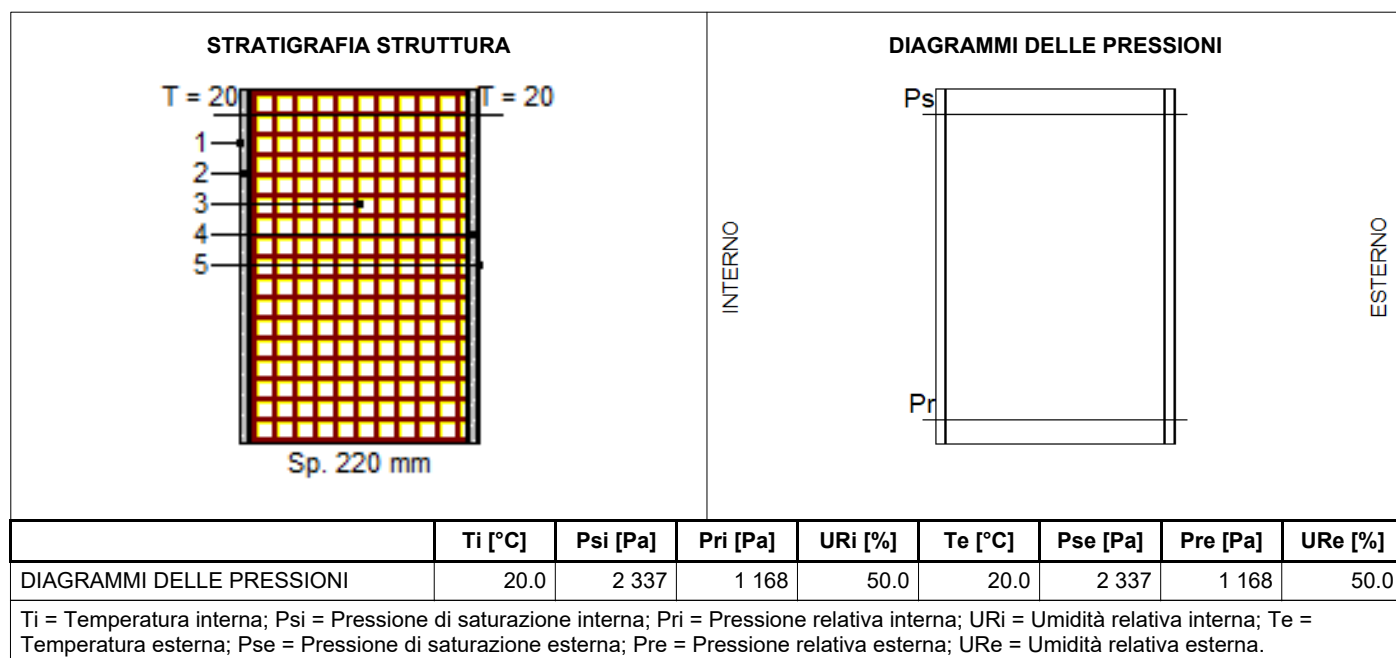 STRATIGRAFIA STRUTTURA
T = 20
T = 20
1
2
3
4
5
Sp. 220 mm
DIAGRAMMI DELLE PRESSIONI
Ps
Pr
INTERNO
ESTERNO
Ti [°C] Psi [Pa] Pri [Pa] URi [%] Te [°C] Pse [Pa] Pre [Pa] URe [%]
DIAGRAMMI DELLE PRESSIONI 20.0 2 337 1 168 50.0 20.0 2 337 1 168 50.0
Ti = Temperatura interna; Psi = Pressione di saturazione interna; Pri = Pressione relativa interna; URi = Umidità relativa interna; Te =
Temperatura esterna; Pse = Pressione di saturazione esterna; Pre = Pressione relativa esterna; URe = Umidità relativa esterna.